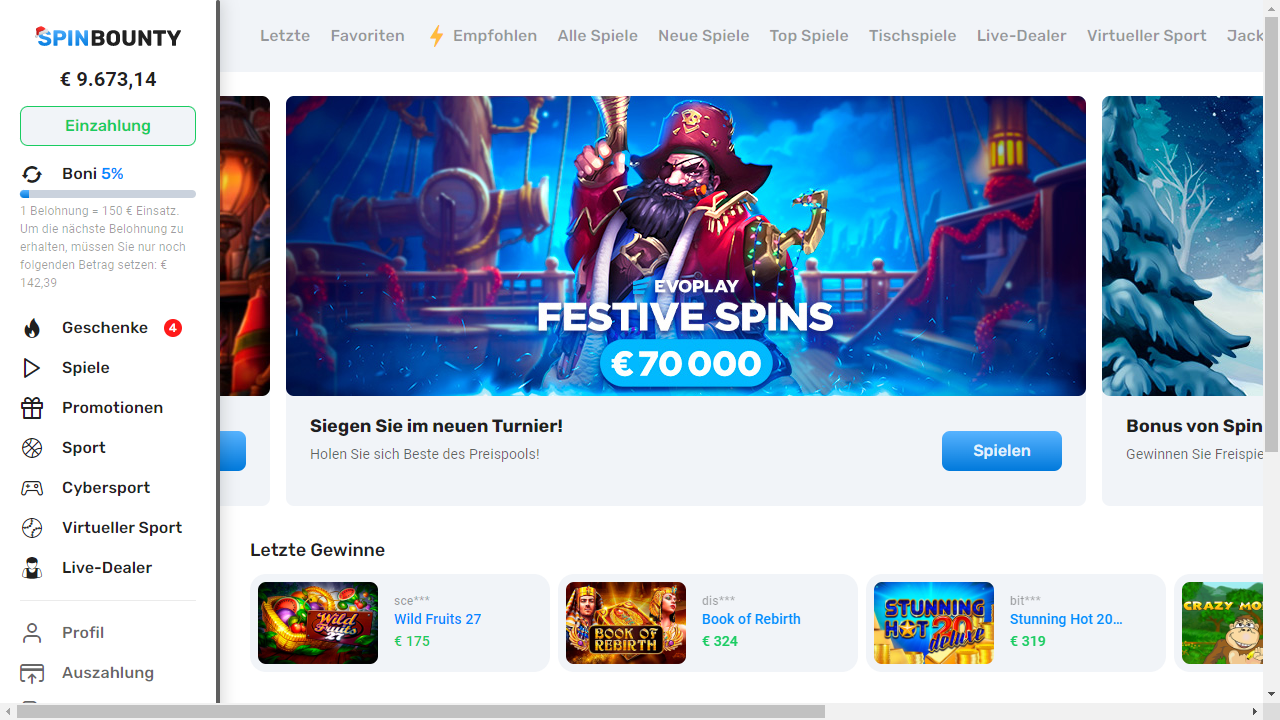 SPINBOUNTY
€ 9.673,14
Einzahlung
Boni 5%
1 Belohnung = 150 € Einsatz.
Um die nächste Belohnung zu
erhalten, müssen Sie nur noch
folgenden Betrag setzen: €
142,39
Geschenke 4
Spiele
Promotionen
Sport
Cybersport
Virtueller Sport
Live-Dealer
Profil
Auszahlung
Letzte Favoriten Empfohlen Alle Spiele Neue Spiele Top Spiele Tischspiele Live-Dealer Virtueller Sport Jack
EVOPLAY
FESTIVE SPINS
€ 70 000
Siegen Sie im neuen Turnier!
Holen Sie sich Beste des Preispools!
Spielen
Bonus von Spin
Gewinnen Sie Freispie
Letzte Gewinne
Wild Fruits 27
sce***
Wild Fruits 27
€ 175
BOOK OF
REBIRTH
dis***
Book of Rebirth
€ 324
STUNNING
HOT 20
deluxe
bit***
Stunning Hot 20...
€ 319
CRAZY MO